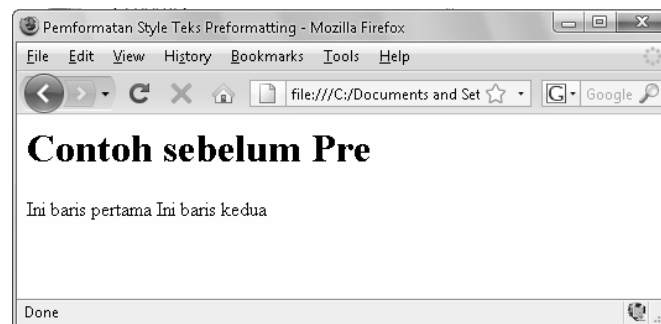 Pemformatan Style Teks Preformatting - Mozilla Firefox
File Edit View History Bookmarks Tools Help
file:///C:/Documents and Set G Google
Contoh sebelum Pre
Ini baris pertama Ini baris kedua
Done